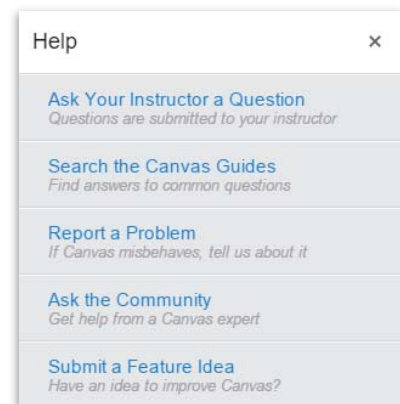 Help ×
Ask Your Instructor a Question
Questions are submitted to your instructor
Search the Canvas Guides
Find answers to common questions
Report a Problem
If Canvas misbehaves, tell us about it
Ask the Community
Get help from a Canvas expert
Submit a Feature Idea
Have an idea to improve Canvas?